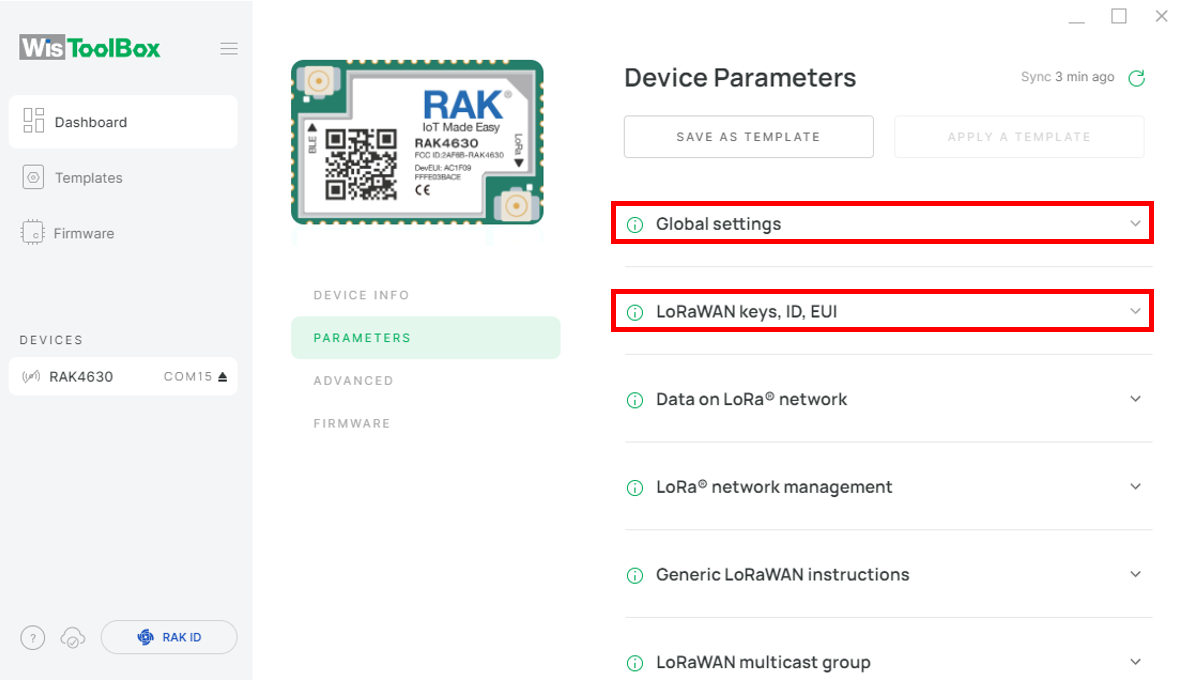 WisToolBox
Dashboard
Templates
Firmware
DEVICES
RAK4630 COM15
?
RAK ID
RAK®
IoT Made Easy
RAK4630
FCC ID:2AF6B-RAK4630
DevEUI: AC1F09
FFFE03BACE
CE
BLE
LoRa
DEVICE INFO
PARAMETERS
ADVANCED
FIRMWARE
Device Parameters
Sync 3 min ago
SAVE AS TEMPLATE
APPLY A TEMPLATE
Global settings
LoRaWAN keys, ID, EUI
Data on LoRa® network
LoRa® network management
Generic LoRaWAN instructions
LoRaWAN multicast group